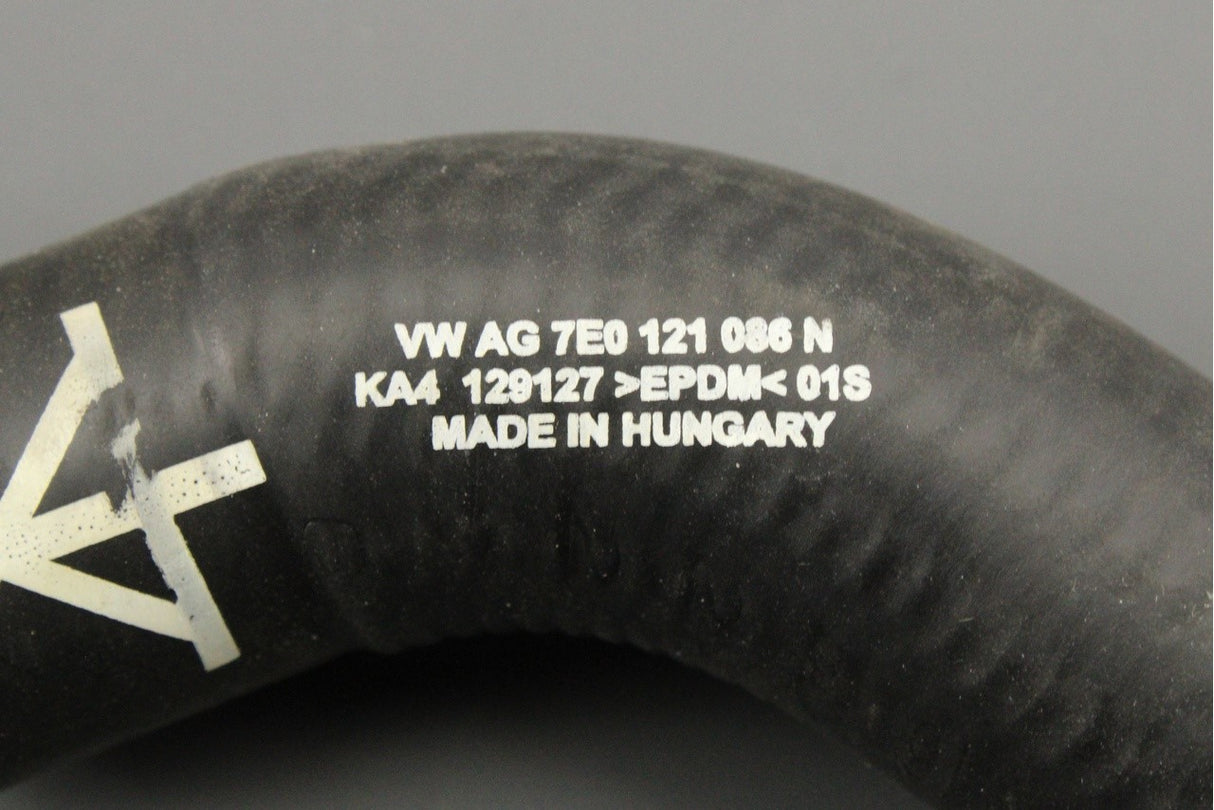 VW AG 7E0 121 086 N
KA4 129127 >EPDM< 01S
MADE IN HUNGARY